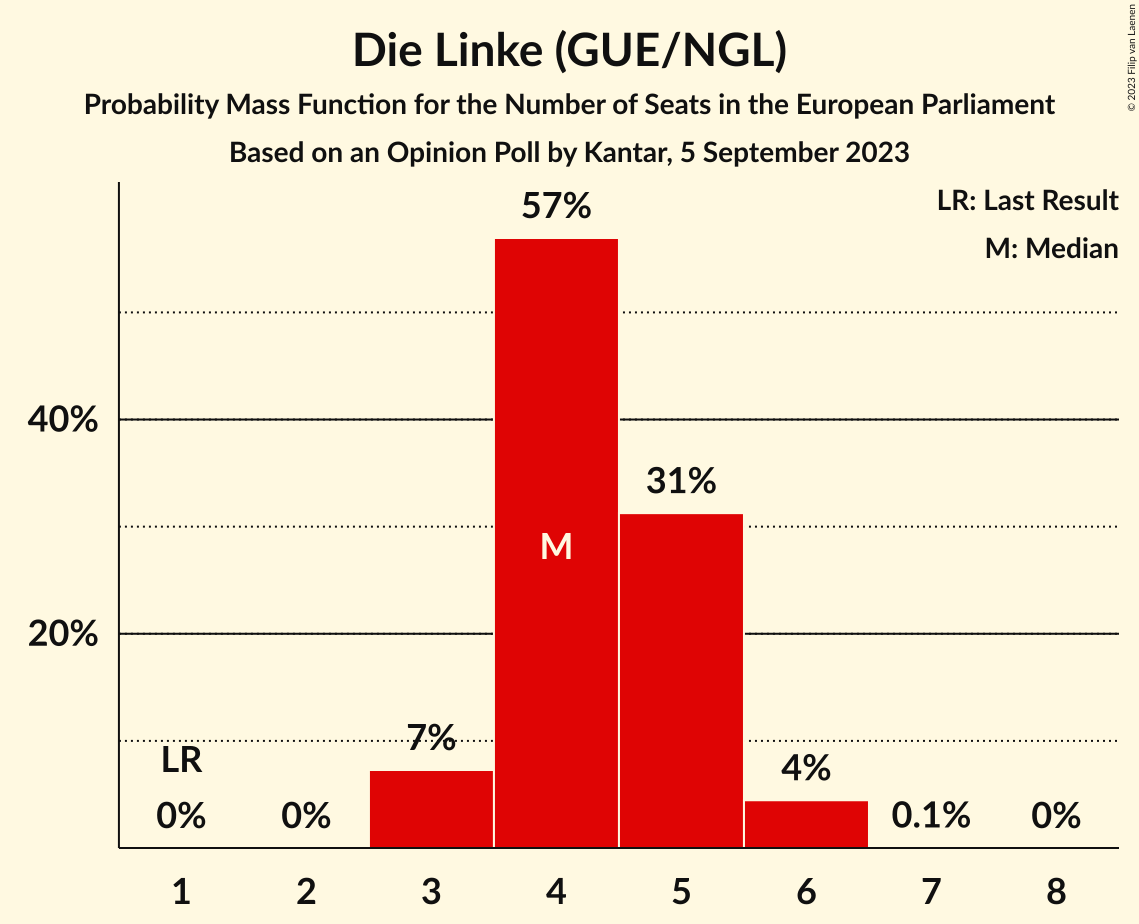 Die Linke (GUE/NGL)
Probability Mass Function for the Number of Seats in the European Parliament
Based on an Opinion Poll by Kantar, 5 September 2023
© 2023 Filip van Laenen
LR: Last Result
M: Median
57%
40%
31%
M
20%
7%
LR
4%
0%
0%
0.1%
0%
1
2
3
4
5
6
7
8